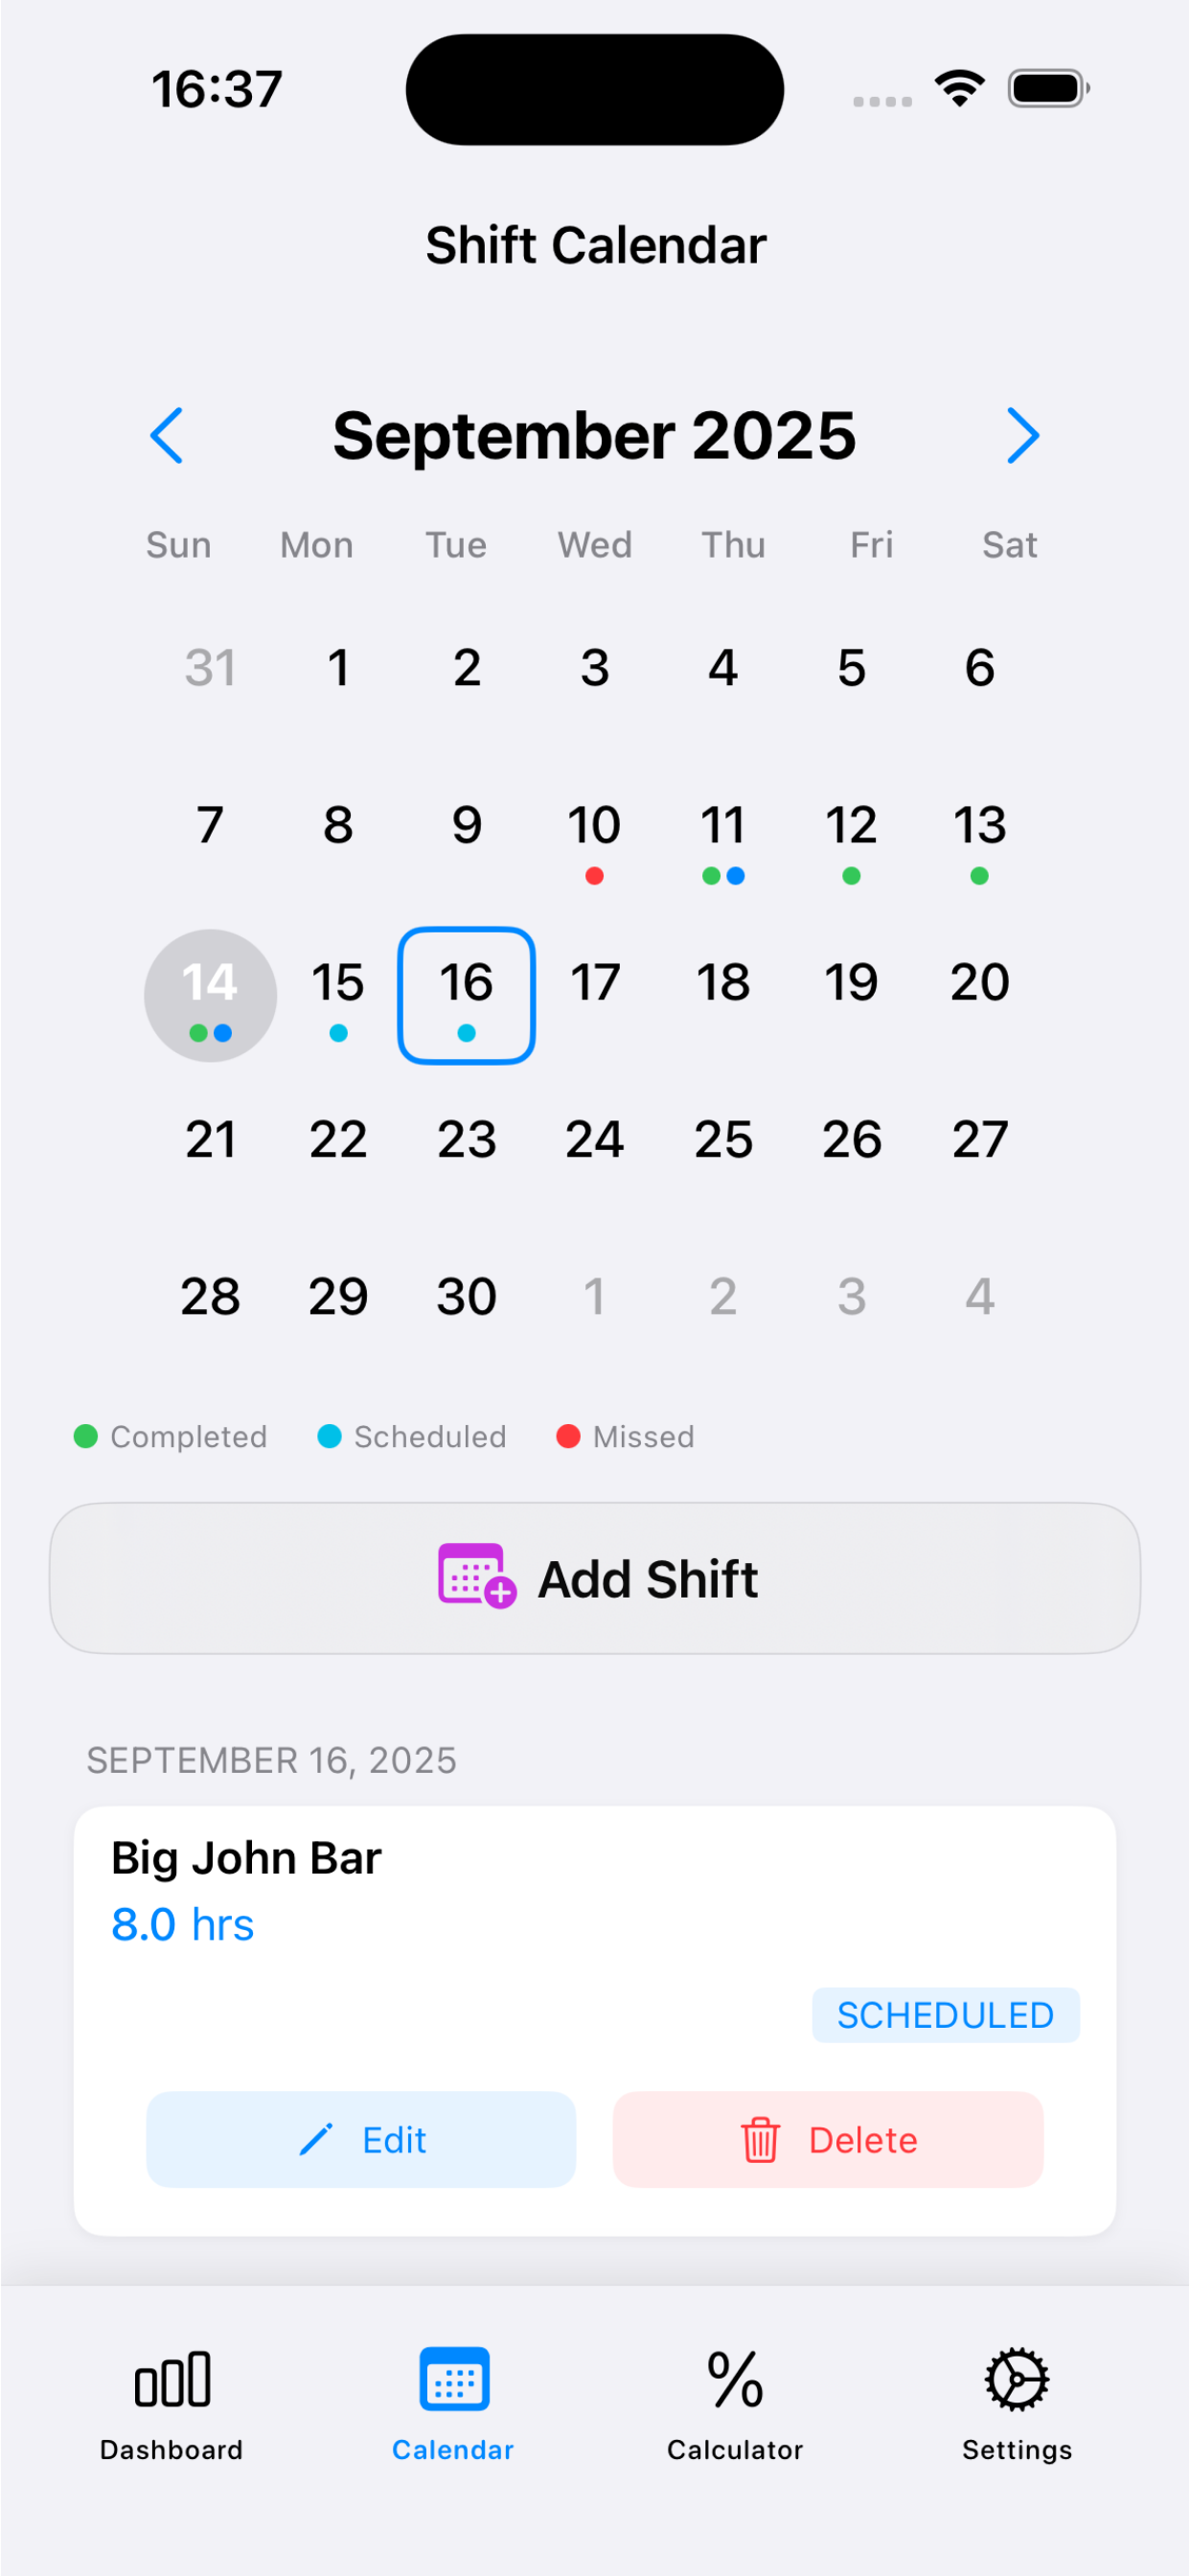 16:37
Shift Calendar
September 2025
Sun Mon Tue Wed Thu Fri Sat
31 1 2 3 4 5 6
7 8 9 10 11 12 13
14 15 16 17 18 19 20
21 22 23 24 25 26 27
28 29 30 1 2 3 4
Completed Scheduled Missed
Add Shift
SEPTEMBER 16, 2025
Big John Bar
8.0 hrs
SCHEDULED
Edit Delete
Dashboard Calendar Calculator Settings